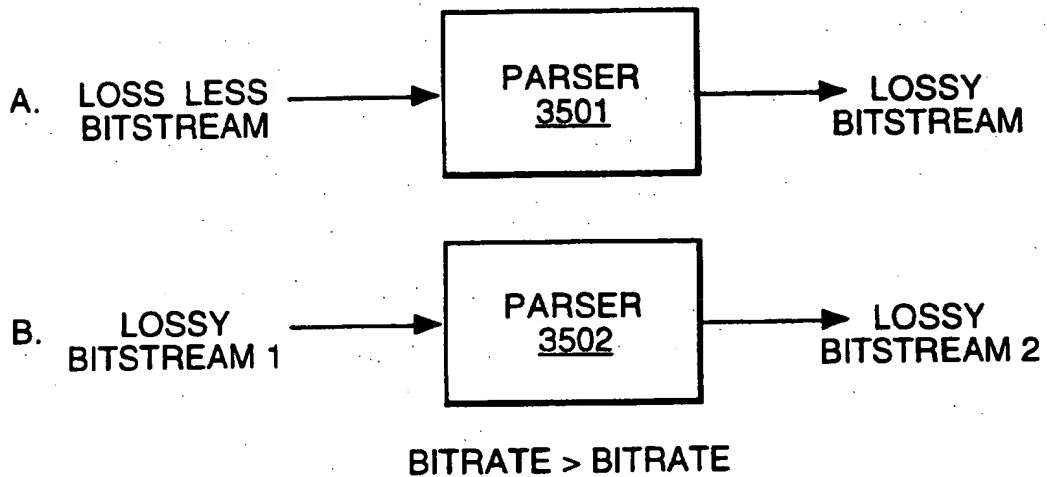 A. LOSS LESS
BITSTREAM
PARSER
3501
LOSSY
BITSTREAM
B. LOSSY
BITSTREAM 1
PARSER
3502
LOSSY
BITSTREAM 2
BITRATE > BITRATE